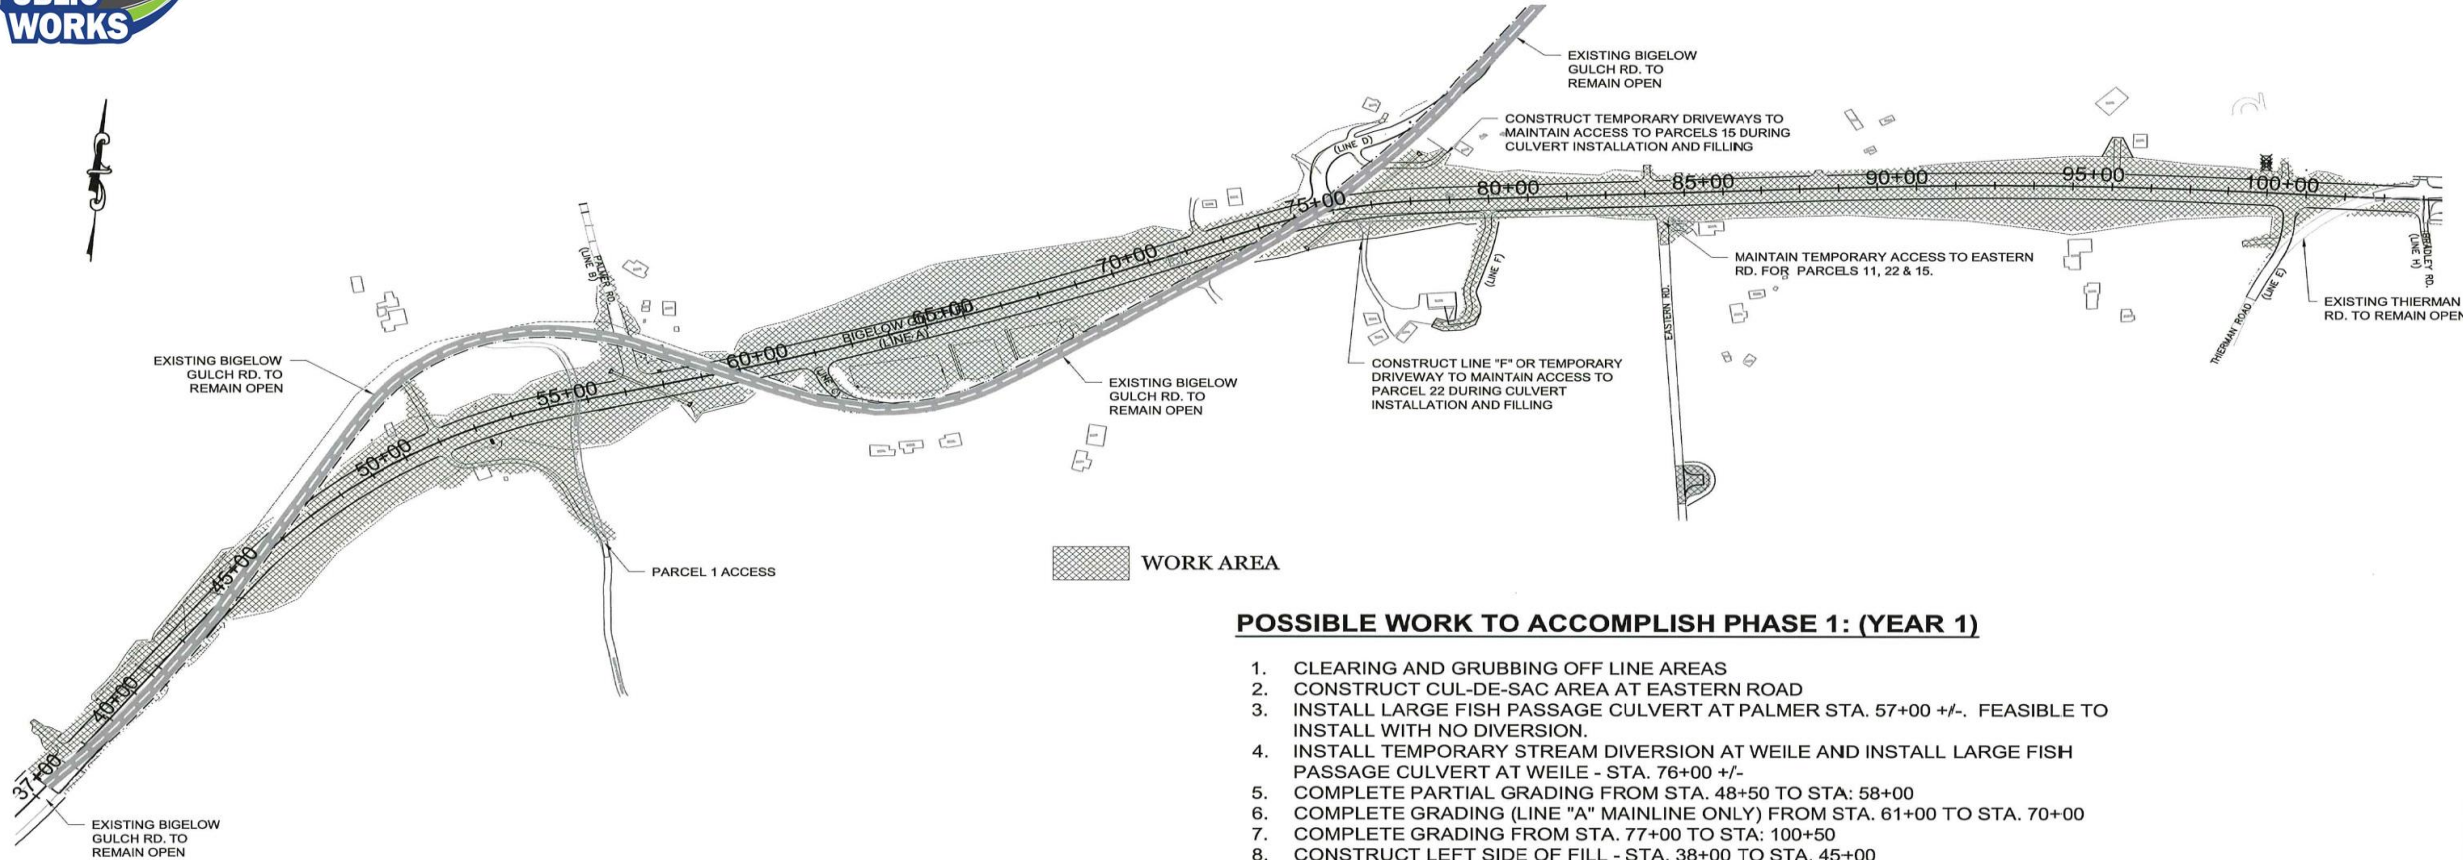 PUBLIC
WORKS
EXISTING BIGELOW
GULCH RD. TO
REMAIN OPEN
CONSTRUCT TEMPORARY DRIVEWAYS TO
MAINTAIN ACCESS TO PARCELS 15 DURING
CULVERT INSTALLATION AND FILLING
(LINE D)
75+00
80+00
85+00
90+00
95+00
100+00
PALMER RD.
(LINE B)
70+00
65+00
BIGELOW
(LINE A)
60+00
55+00
50+00
45+00
40+00
37+00
(LINE F)
EASTERN RD.
MAINTAIN TEMPORARY ACCESS TO EASTERN
RD. FOR PARCELS 11, 22 & 15.
THIERMAN ROAD
(LINE E)
BRADLEY RD.
(LINE H)
EXISTING THIERMAN
RD. TO REMAIN OPEN
EXISTING BIGELOW
GULCH RD. TO
REMAIN OPEN
EXISTING BIGELOW
GULCH RD. TO
REMAIN OPEN
CONSTRUCT LINE "F" OR TEMPORARY
DRIVEWAY TO MAINTAIN ACCESS TO
PARCEL 22 DURING CULVERT
INSTALLATION AND FILLING
PARCEL 1 ACCESS
WORK AREA
EXISTING BIGELOW
GULCH RD. TO
REMAIN OPEN
POSSIBLE WORK TO ACCOMPLISH PHASE 1: (YEAR 1)
1. CLEARING AND GRUBBING OFF LINE AREAS
2. CONSTRUCT CUL-DE-SAC AREA AT EASTERN ROAD
3. INSTALL LARGE FISH PASSAGE CULVERT AT PALMER STA. 57+00 +/-. FEASIBLE TO
INSTALL WITH NO DIVERSION.
4. INSTALL TEMPORARY STREAM DIVERSION AT WEILE AND INSTALL LARGE FISH
PASSAGE CULVERT AT WEILE - STA. 76+00 +/-
5. COMPLETE PARTIAL GRADING FROM STA. 48+50 TO STA: 58+00
6. COMPLETE GRADING (LINE "A" MAINLINE ONLY) FROM STA. 61+00 TO STA. 70+00
7. COMPLETE GRADING FROM STA. 77+00 TO STA: 100+50
8. CONSTRUCT LEFT SIDE OF FILL - STA. 38+00 TO STA. 45+00